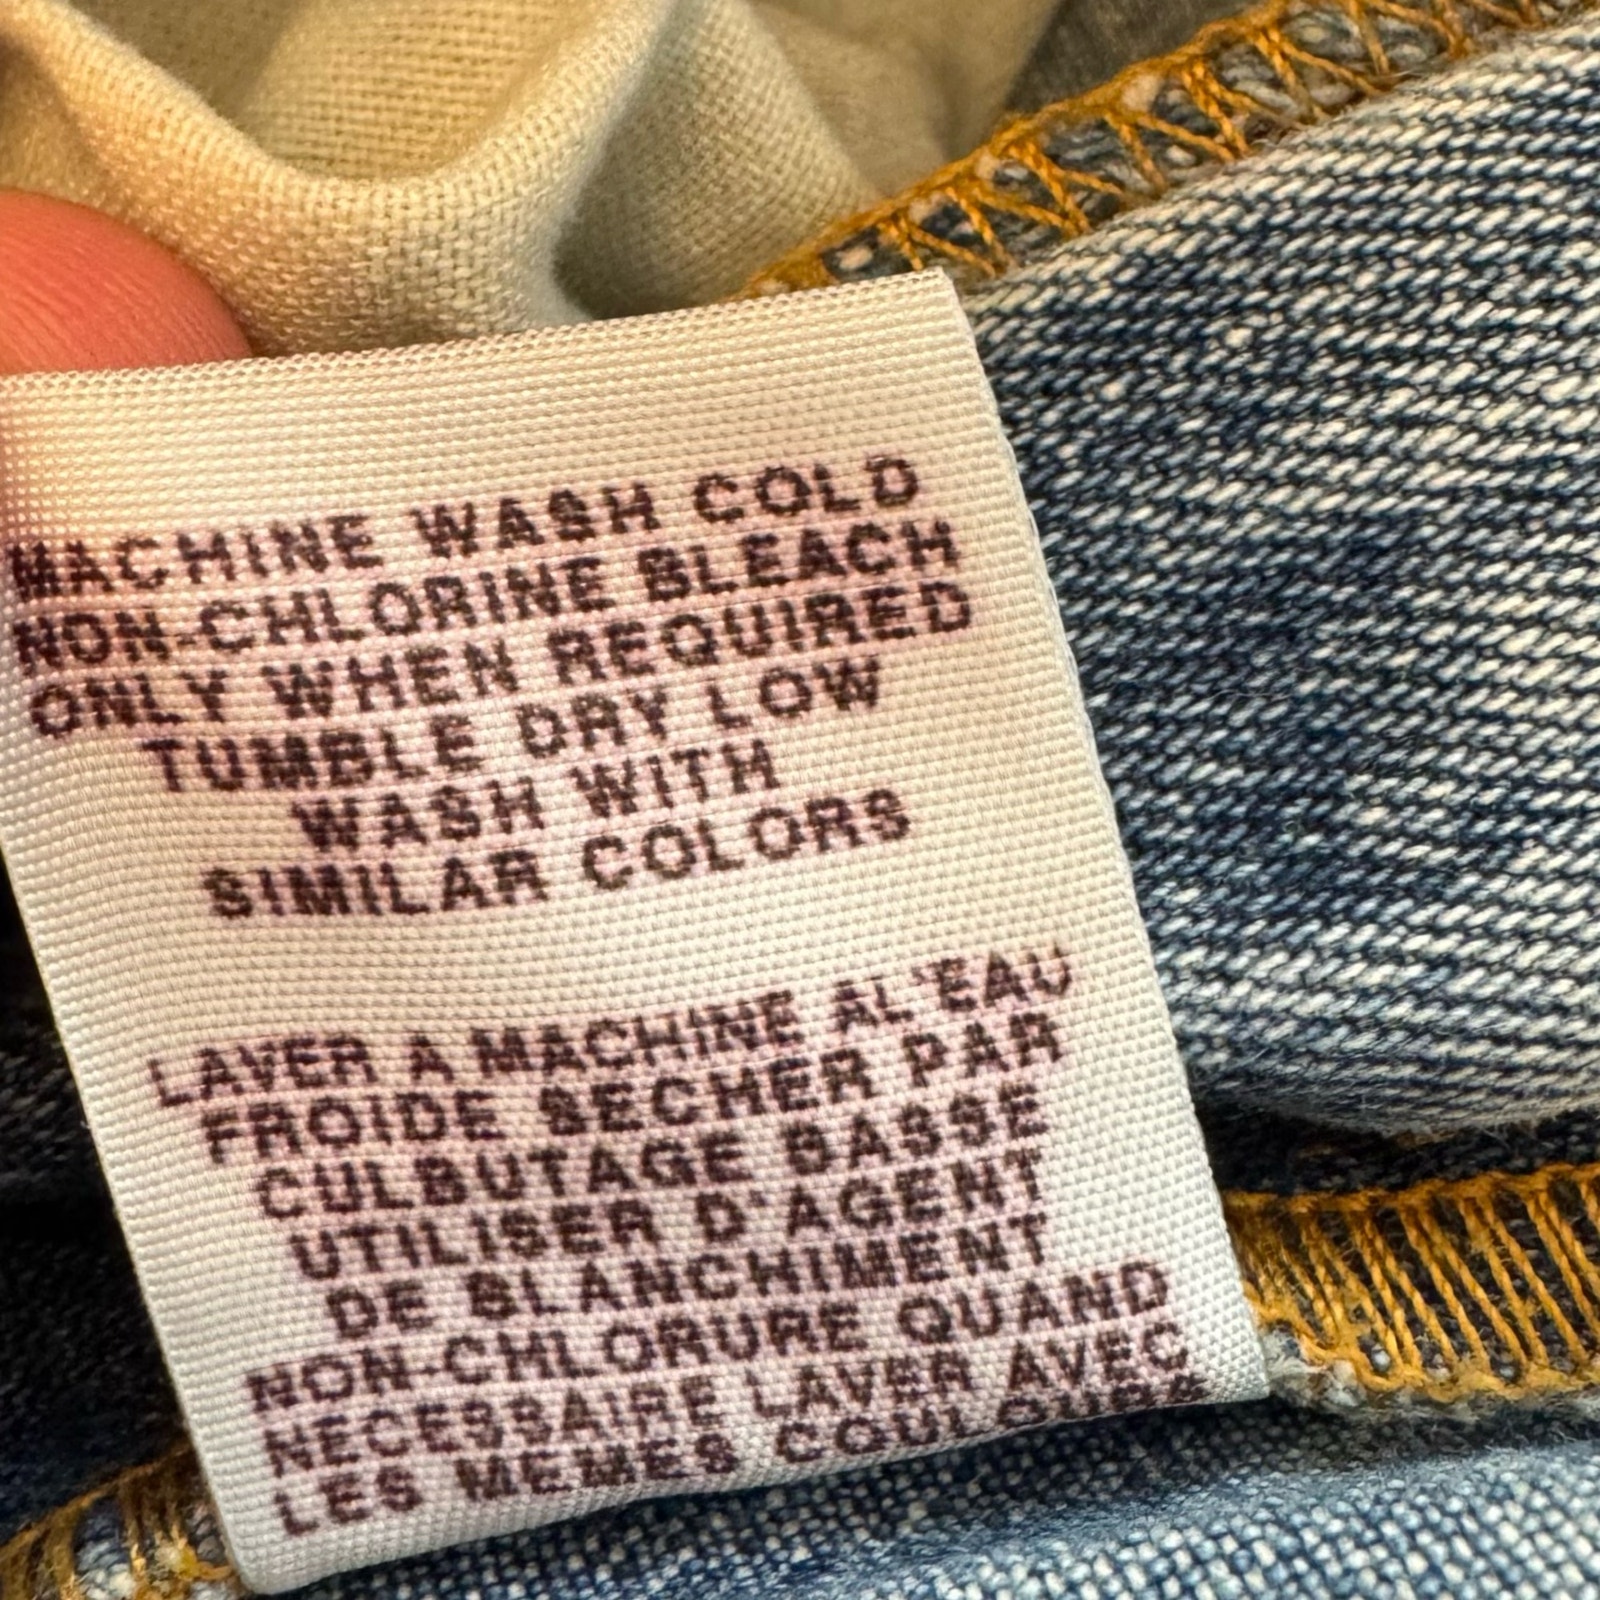 MACHINE WASH COLD
NON-CHLORINE BLEACH
ONLY WHEN REQUIRED
TUMBLE DRY LOW
WASH WITH
SIMILAR COLORS
LAVER A MACHINE AL'EAU
FROIDE SECHER PAR
CULBUTAGE BASSE
UTILISER D'AGENT
DE BLANCHIMENT
NON-CHLORURE QUAND
NECESSAIRE LAVER AVEC
LES MEMES COULOURS